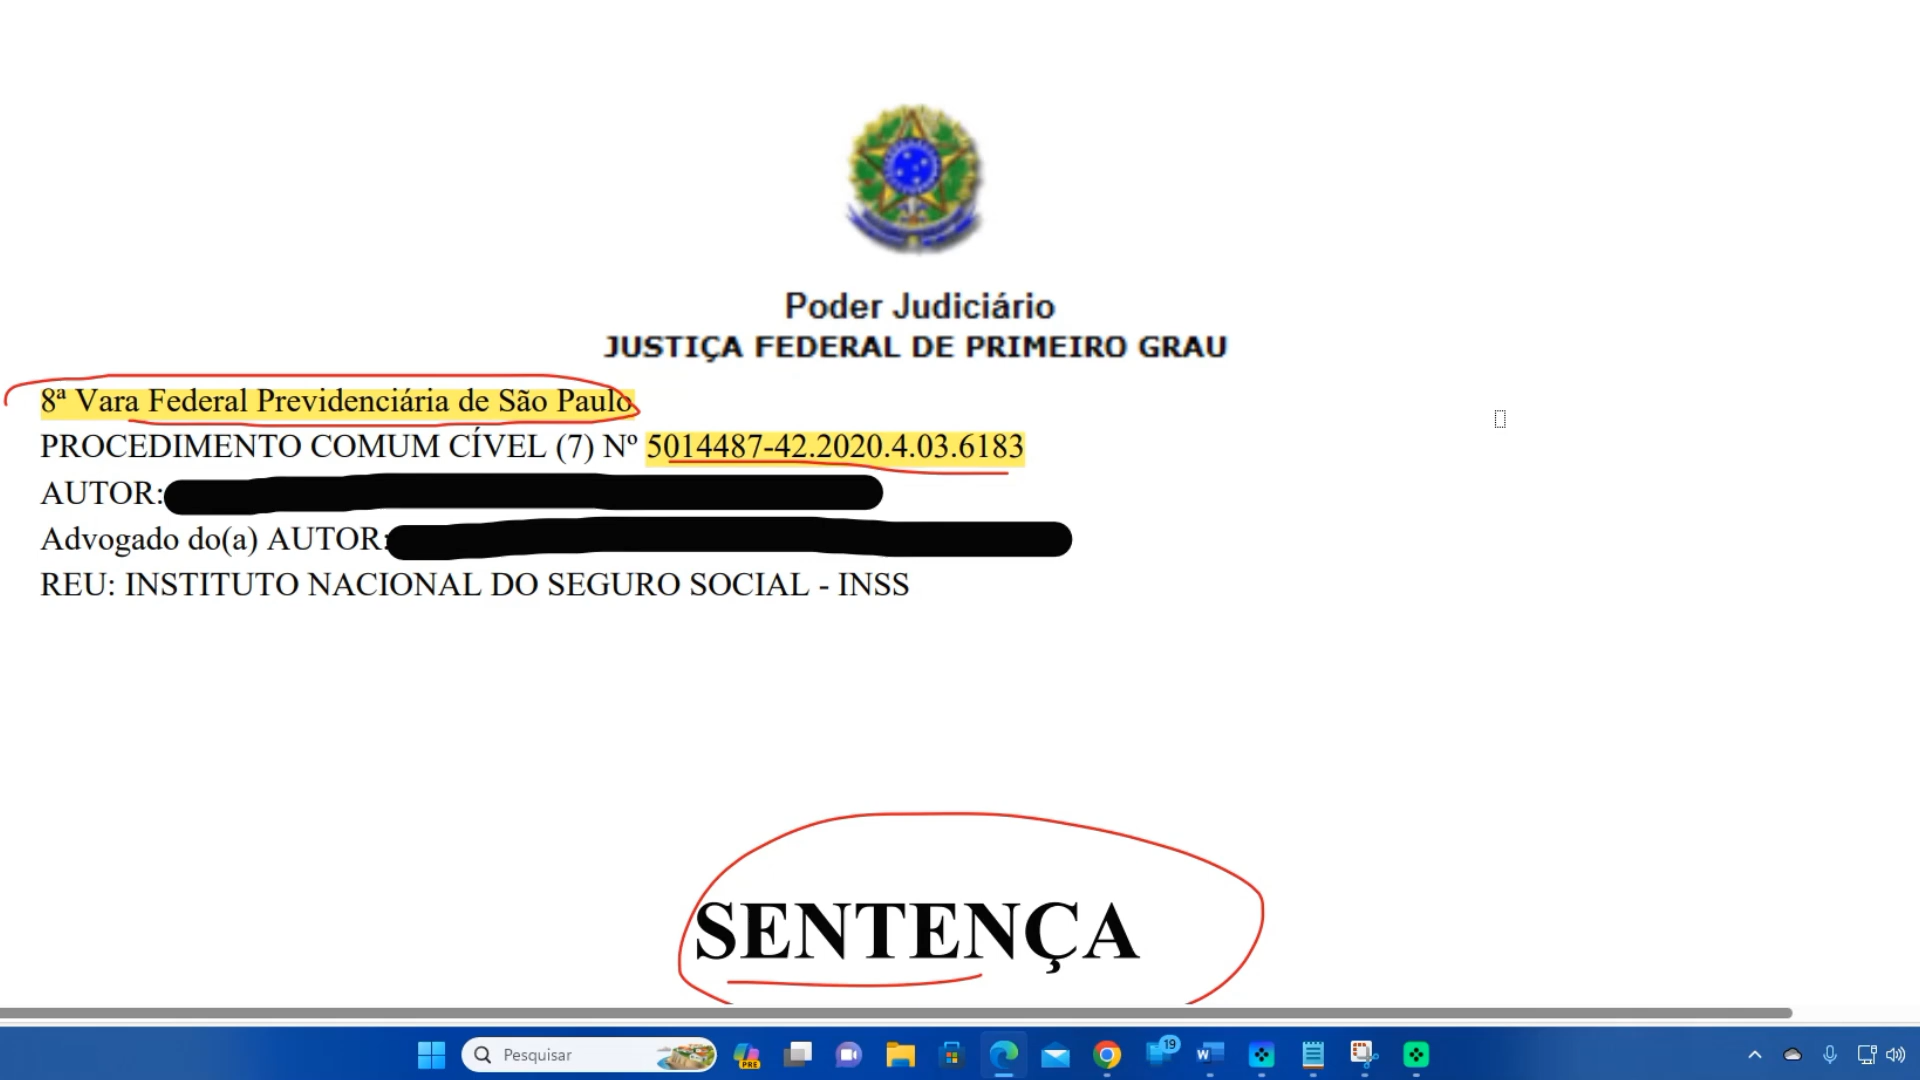 Poder Judiciário
JUSTIÇA FEDERAL DE PRIMEIRO GRAU
8ª Vara Federal Previdenciária de São Paulo
PROCEDIMENTO COMUM CÍVEL (7) Nº 5014487-42.2020.4.03.6183
AUTOR:
Advogado do(a) AUTOR:
REU: INSTITUTO NACIONAL DO SEGURO SOCIAL - INSS
SENTENÇA
Pesquisar
PRE
19
W